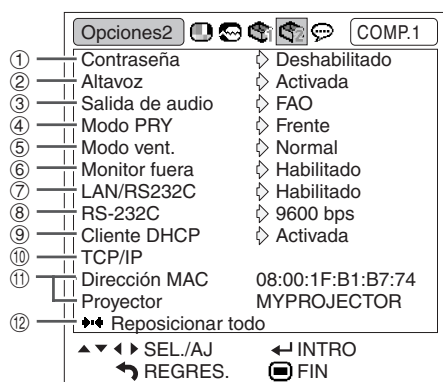 Opciones2 COMP.1
① Contraseña Deshabilitado
② Altavoz Activada
③ Salida de audio FAO
④ Modo PRY Frente
⑤ Modo vent. Normal
⑥ Monitor fuera Habilitado
⑦ LAN/RS232C Habilitado
⑧ RS-232C 9600 bps
⑨ Cliente DHCP Activada
⑩ TCP/IP
⑪ Dirección MAC 08:00:1F:B1:B7:74
Proyector MYPROJECTOR
⑫ Reposicionar todo
SEL./AJ INTRO
REGRES. FIN